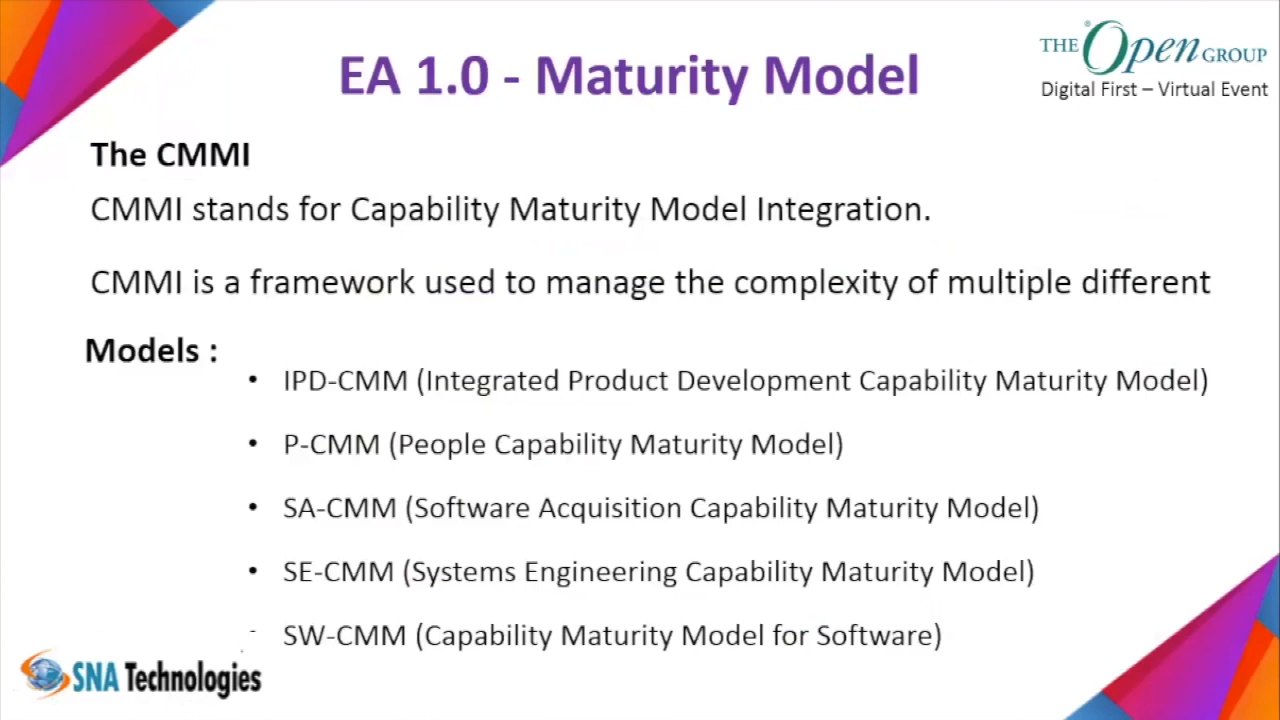 EA 1.0 - Maturity Model
THE Open GROUP
Digital First – Virtual Event
The CMMI
CMMI stands for Capability Maturity Model Integration.
CMMI is a framework used to manage the complexity of multiple different
Models :
• IPD-CMM (Integrated Product Development Capability Maturity Model)
• P-CMM (People Capability Maturity Model)
• SA-CMM (Software Acquisition Capability Maturity Model)
• SE-CMM (Systems Engineering Capability Maturity Model)
SW-CMM (Capability Maturity Model for Software)
SNA Technologies